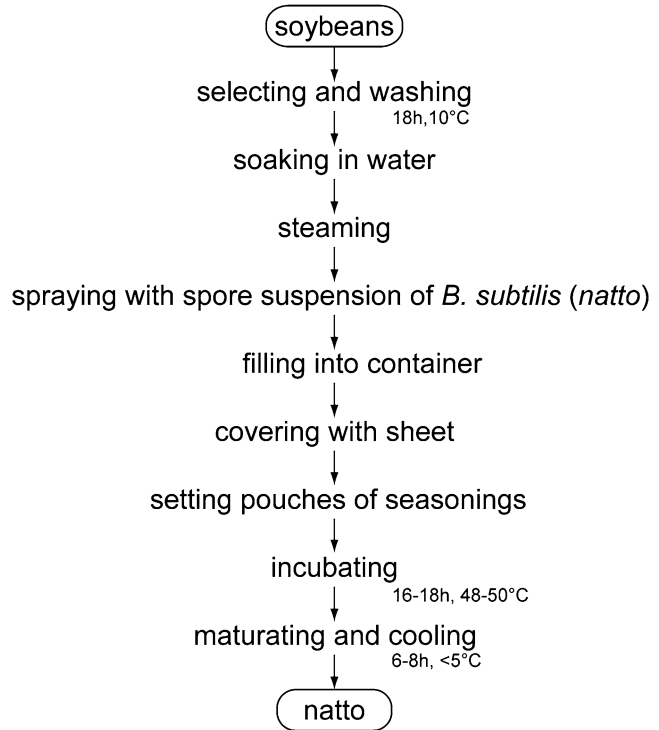 soybeans
selecting and washing
18h,10°C
soaking in water
steaming
spraying with spore suspension of B. subtilis (natto)
filling into container
covering with sheet
setting pouches of seasonings
incubating
16-18h, 48-50°C
maturating and cooling
6-8h, <5°C
natto